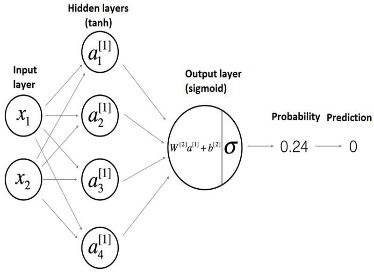 Hidden layers
(tanh)
Input
layer
Output layer
(sigmoid)
Probability Prediction
a₁[1]
x₁
a₂[1]
W[2]a[1] + b[2] σ
0.24
0
x₂
a₃[1]
a₄[1]